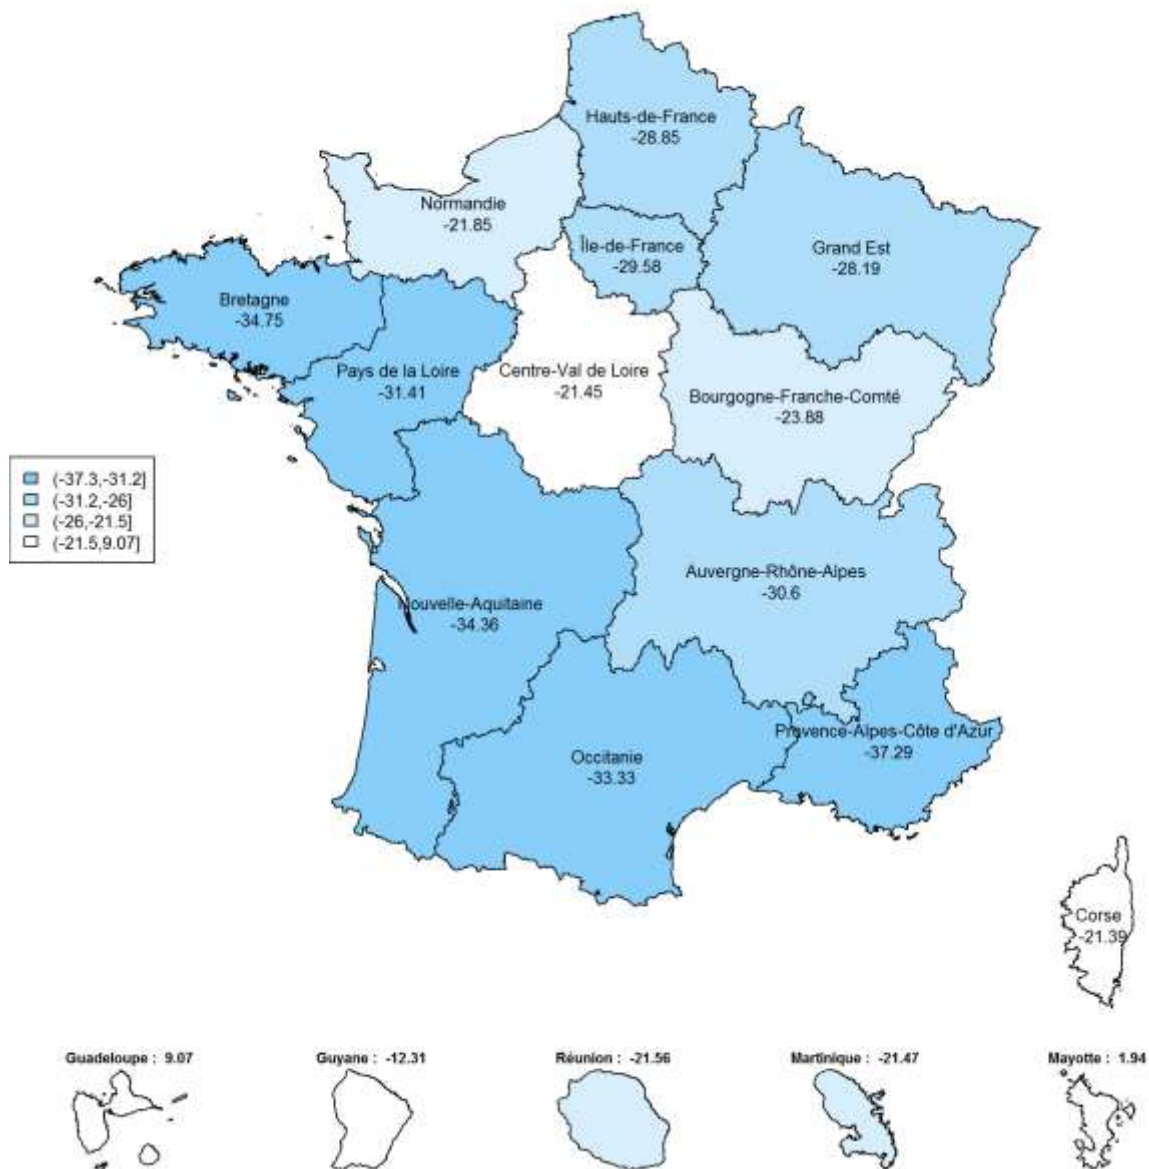 Hauts-de-France
-28.85
Normandie
-21.85
Île-de-France
-29.58
Grand Est
-28.19
Bretagne
-34.75
Pays de la Loire
-31.41
Centre-Val de Loire
-21.45
Bourgogne-Franche-Comté
-23.88
(-37.3,-31.2]
(-31.2,-26]
(-26,-21.5]
(-21.5,9.07]
Auvergne-Rhône-Alpes
-30.6
Nouvelle-Aquitaine
-34.36
Provence-Alpes-Côte d'Azur
-37.29
Occitanie
-33.33
Corse
-21.39
Guadeloupe : 9.07
Guyane : -12.31
Réunion : -21.56
Martinique : -21.47
Mayotte : 1.94